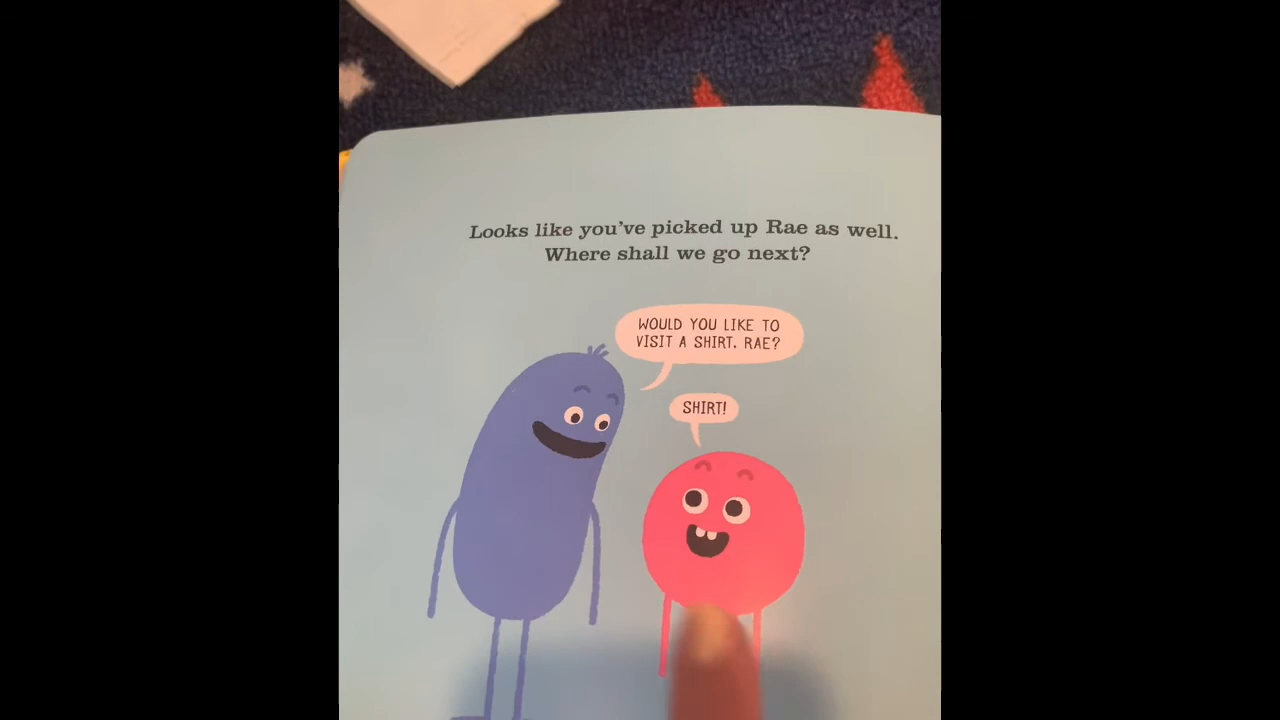 Looks like you've picked up Rae as well.
Where shall we go next?
WOULD YOU LIKE TO
VISIT A SHIRT, RAE?
SHIRT!